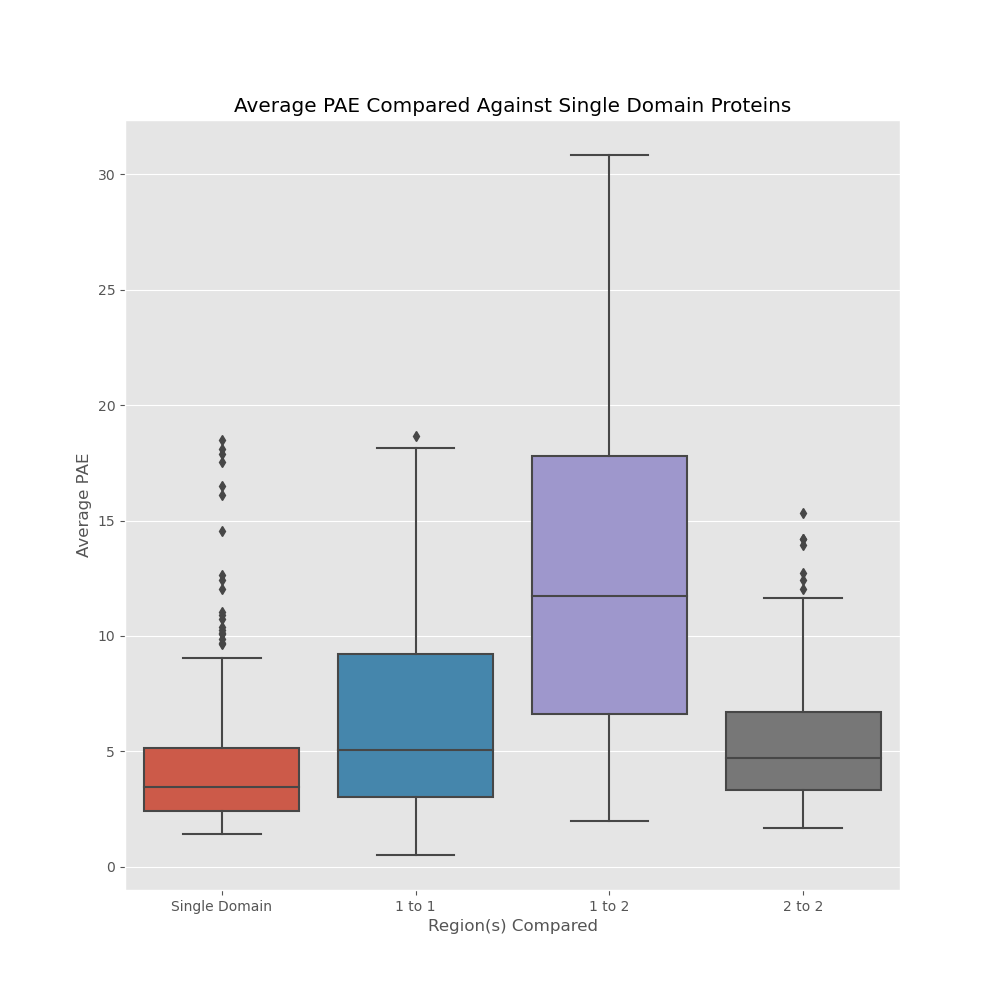 Average PAE Compared Against Single Domain Proteins
30
25
20
15
10
5
0
Average PAE
Single Domain
1 to 1
1 to 2
2 to 2
Region(s) Compared